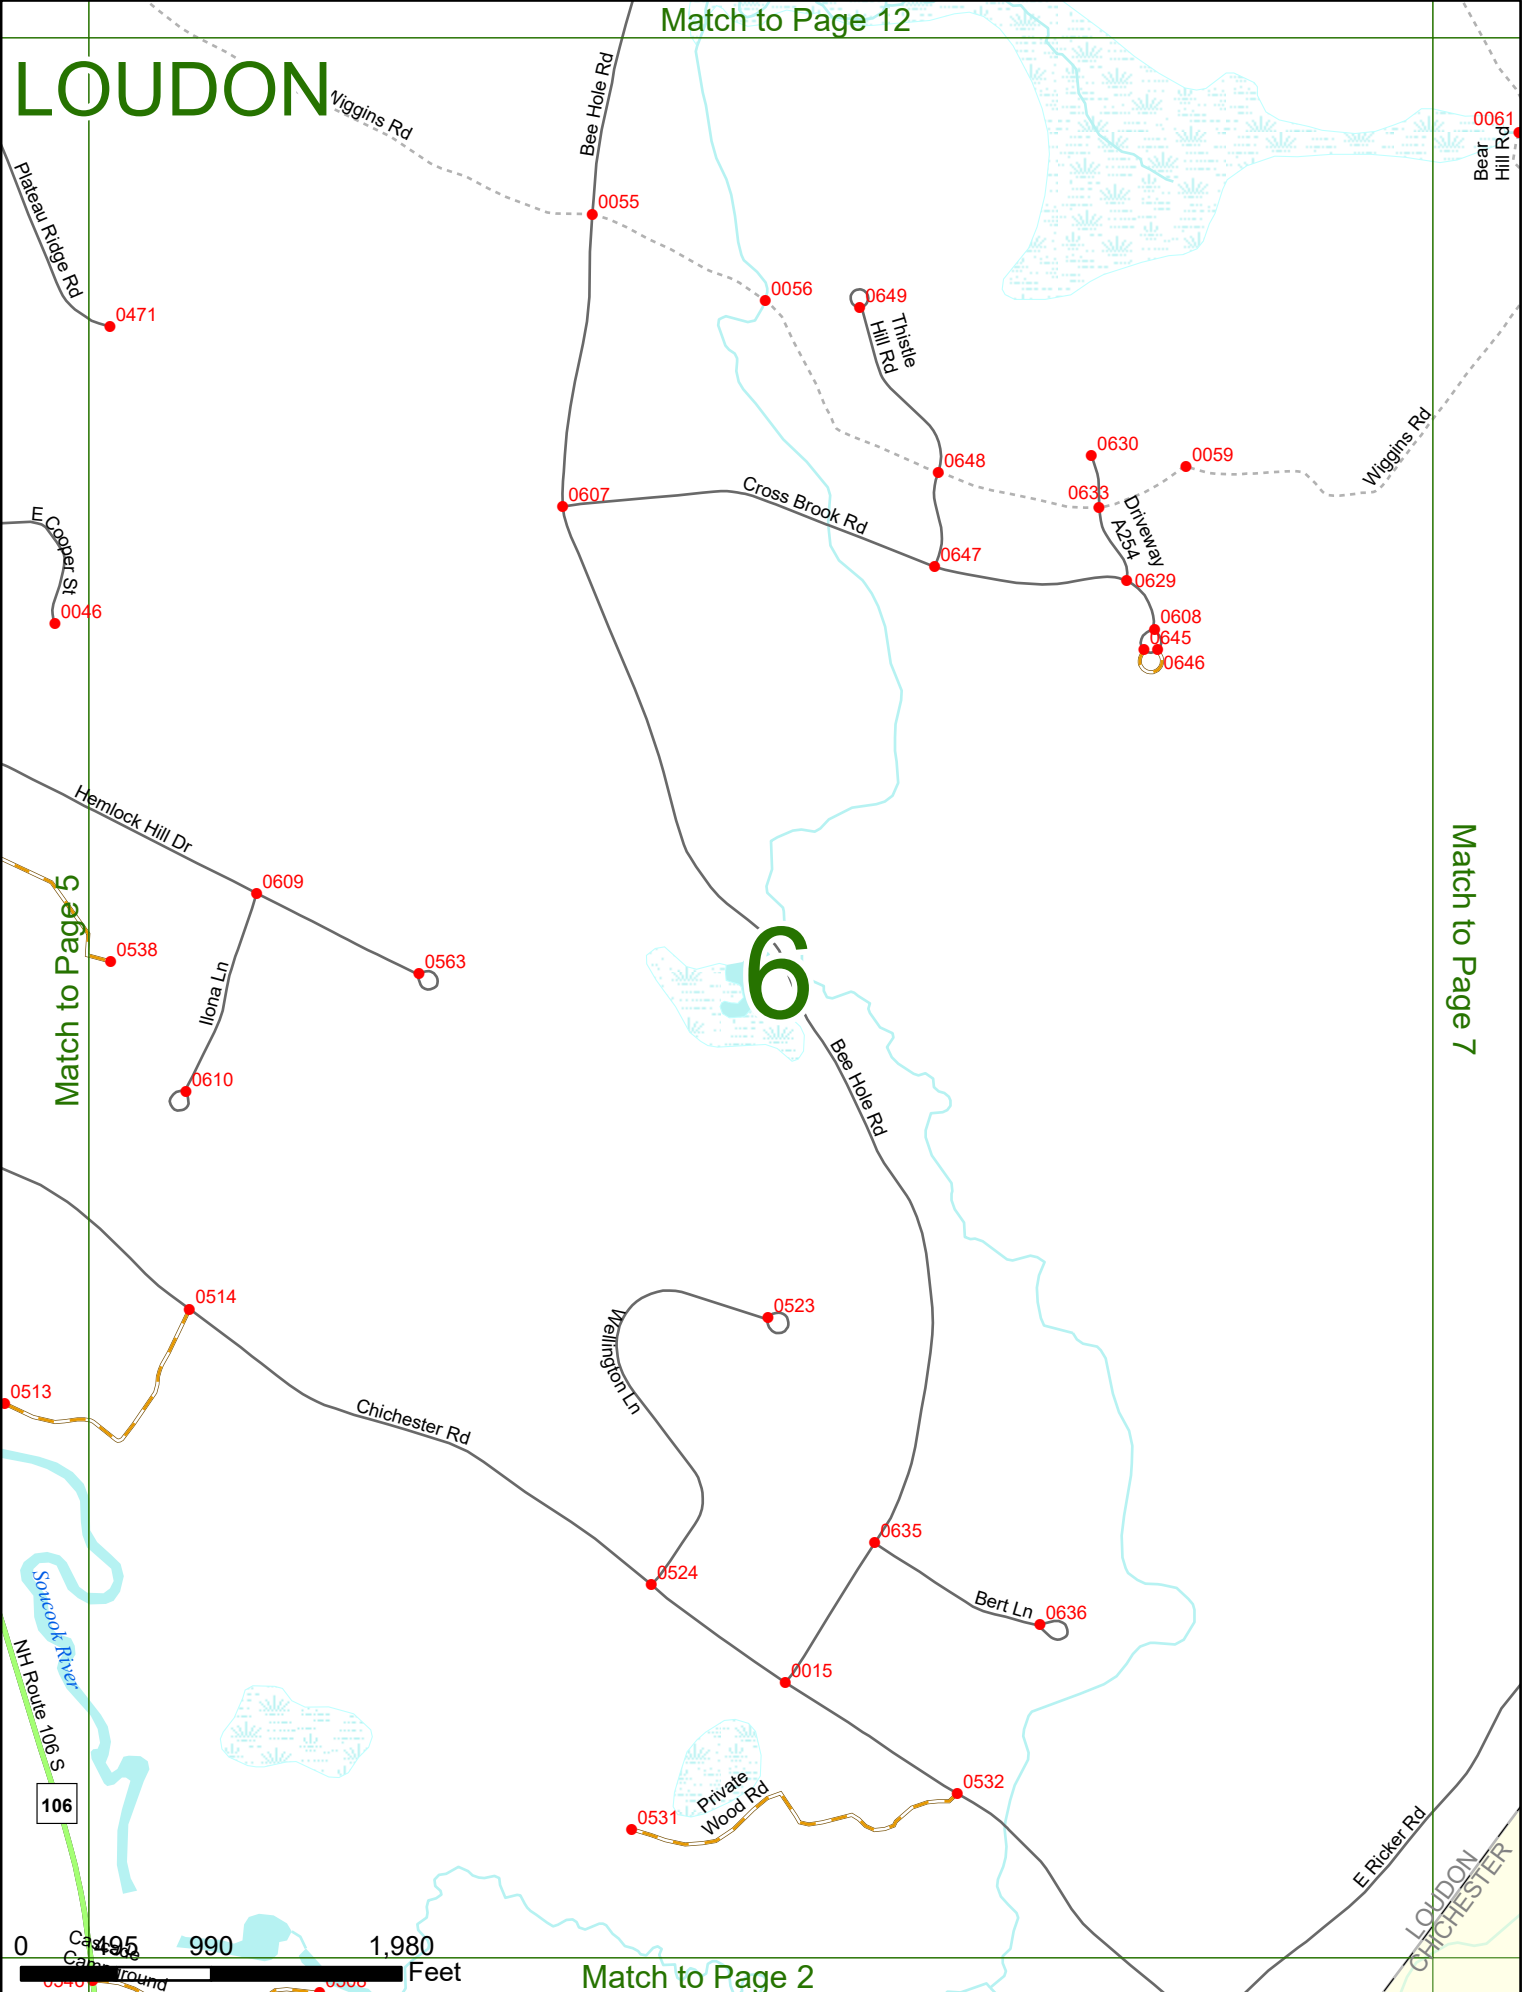 Match to Page 12
LOUDON
Wiggins Rd
Bee Hole Rd
0061
Bear
Hill Rd
Plateau Ridge Rd
0055
0056
0649
Thistle
Hill Rd
0471
Wiggins Rd
0630
0059
0648
0633
0607
Cross Brook Rd
Driveway
A254
E Cooper St
0647
0629
0046
0608
0645
0646
Hemlock Hill Dr
Match to Page 7
0609
Match to Page 5
0538
0563
6
Ilona Ln
Bee Hole Rd
0610
0514
0523
Wellington Ln
0513
Chichester Rd
0635
0524
Soucook River
Bert Ln
0636
NH Route 106 S
0015
0532
Private
Wood Rd
106
0531
E Ricker Rd
LOUDON
CHICHESTER
Cascade
Campground
0 495 990 1,980
Feet
Match to Page 2